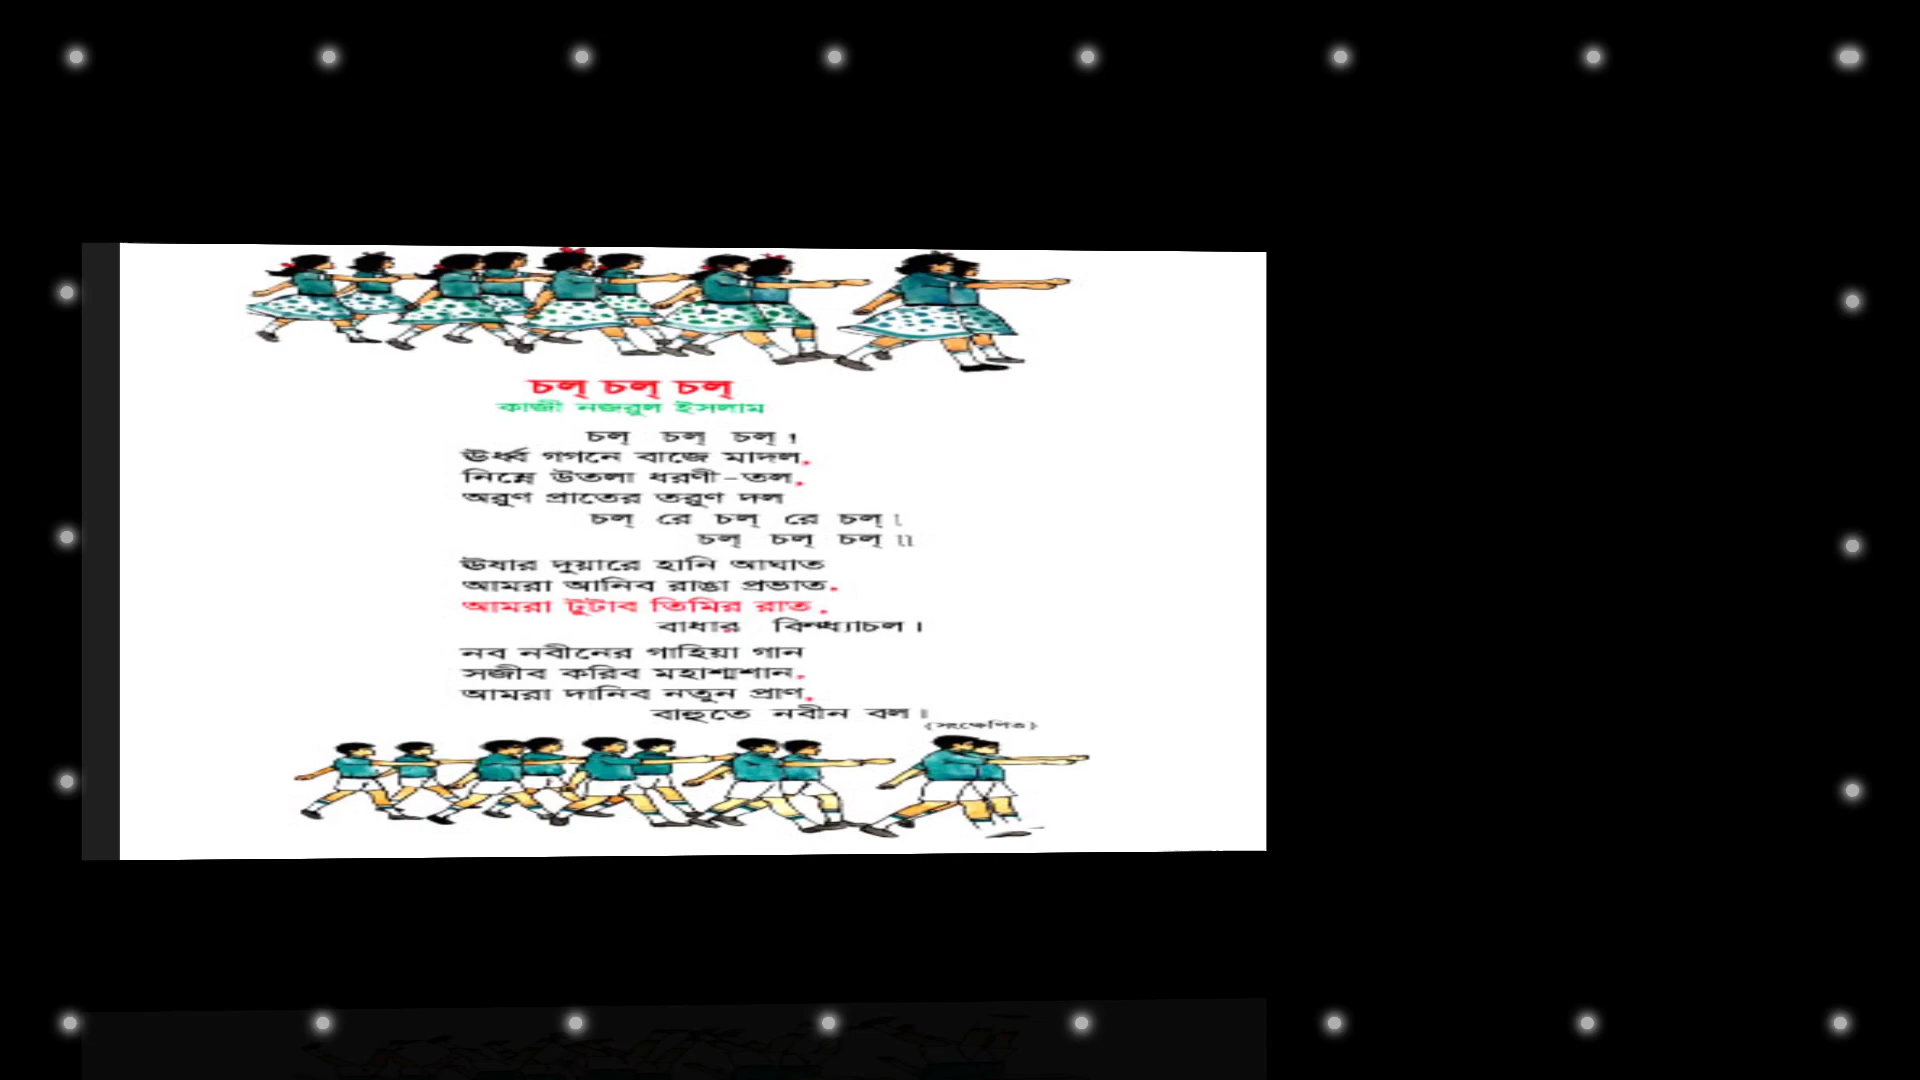 চল্ চল্ চল্
কাজী নজরুল ইসলাম
চল্ চল্ চল্ ।
ঊর্ধ্ব গগনে বাজে মাদল,
নিম্নে উতলা ধরণী-তল,
অরুণ প্রাতের তরুণ দল
চল্ রে চল্ রে চল্ ।
চল্ চল্ চল্ ।।
ঊষার দুয়ারে হানি আঘাত
আমরা আনিব রাঙা প্রভাত,
আমরা টুটাব তিমির রাত,
বাধার বিন্ধ্যাচল ।
নব নবীনের গাহিয়া গান
সজীব করিব মহাশ্মশান,
আমরা দানিব নতুন প্রাণ,
বাহুতে নবীন বল ।
(সংক্ষেপিত)